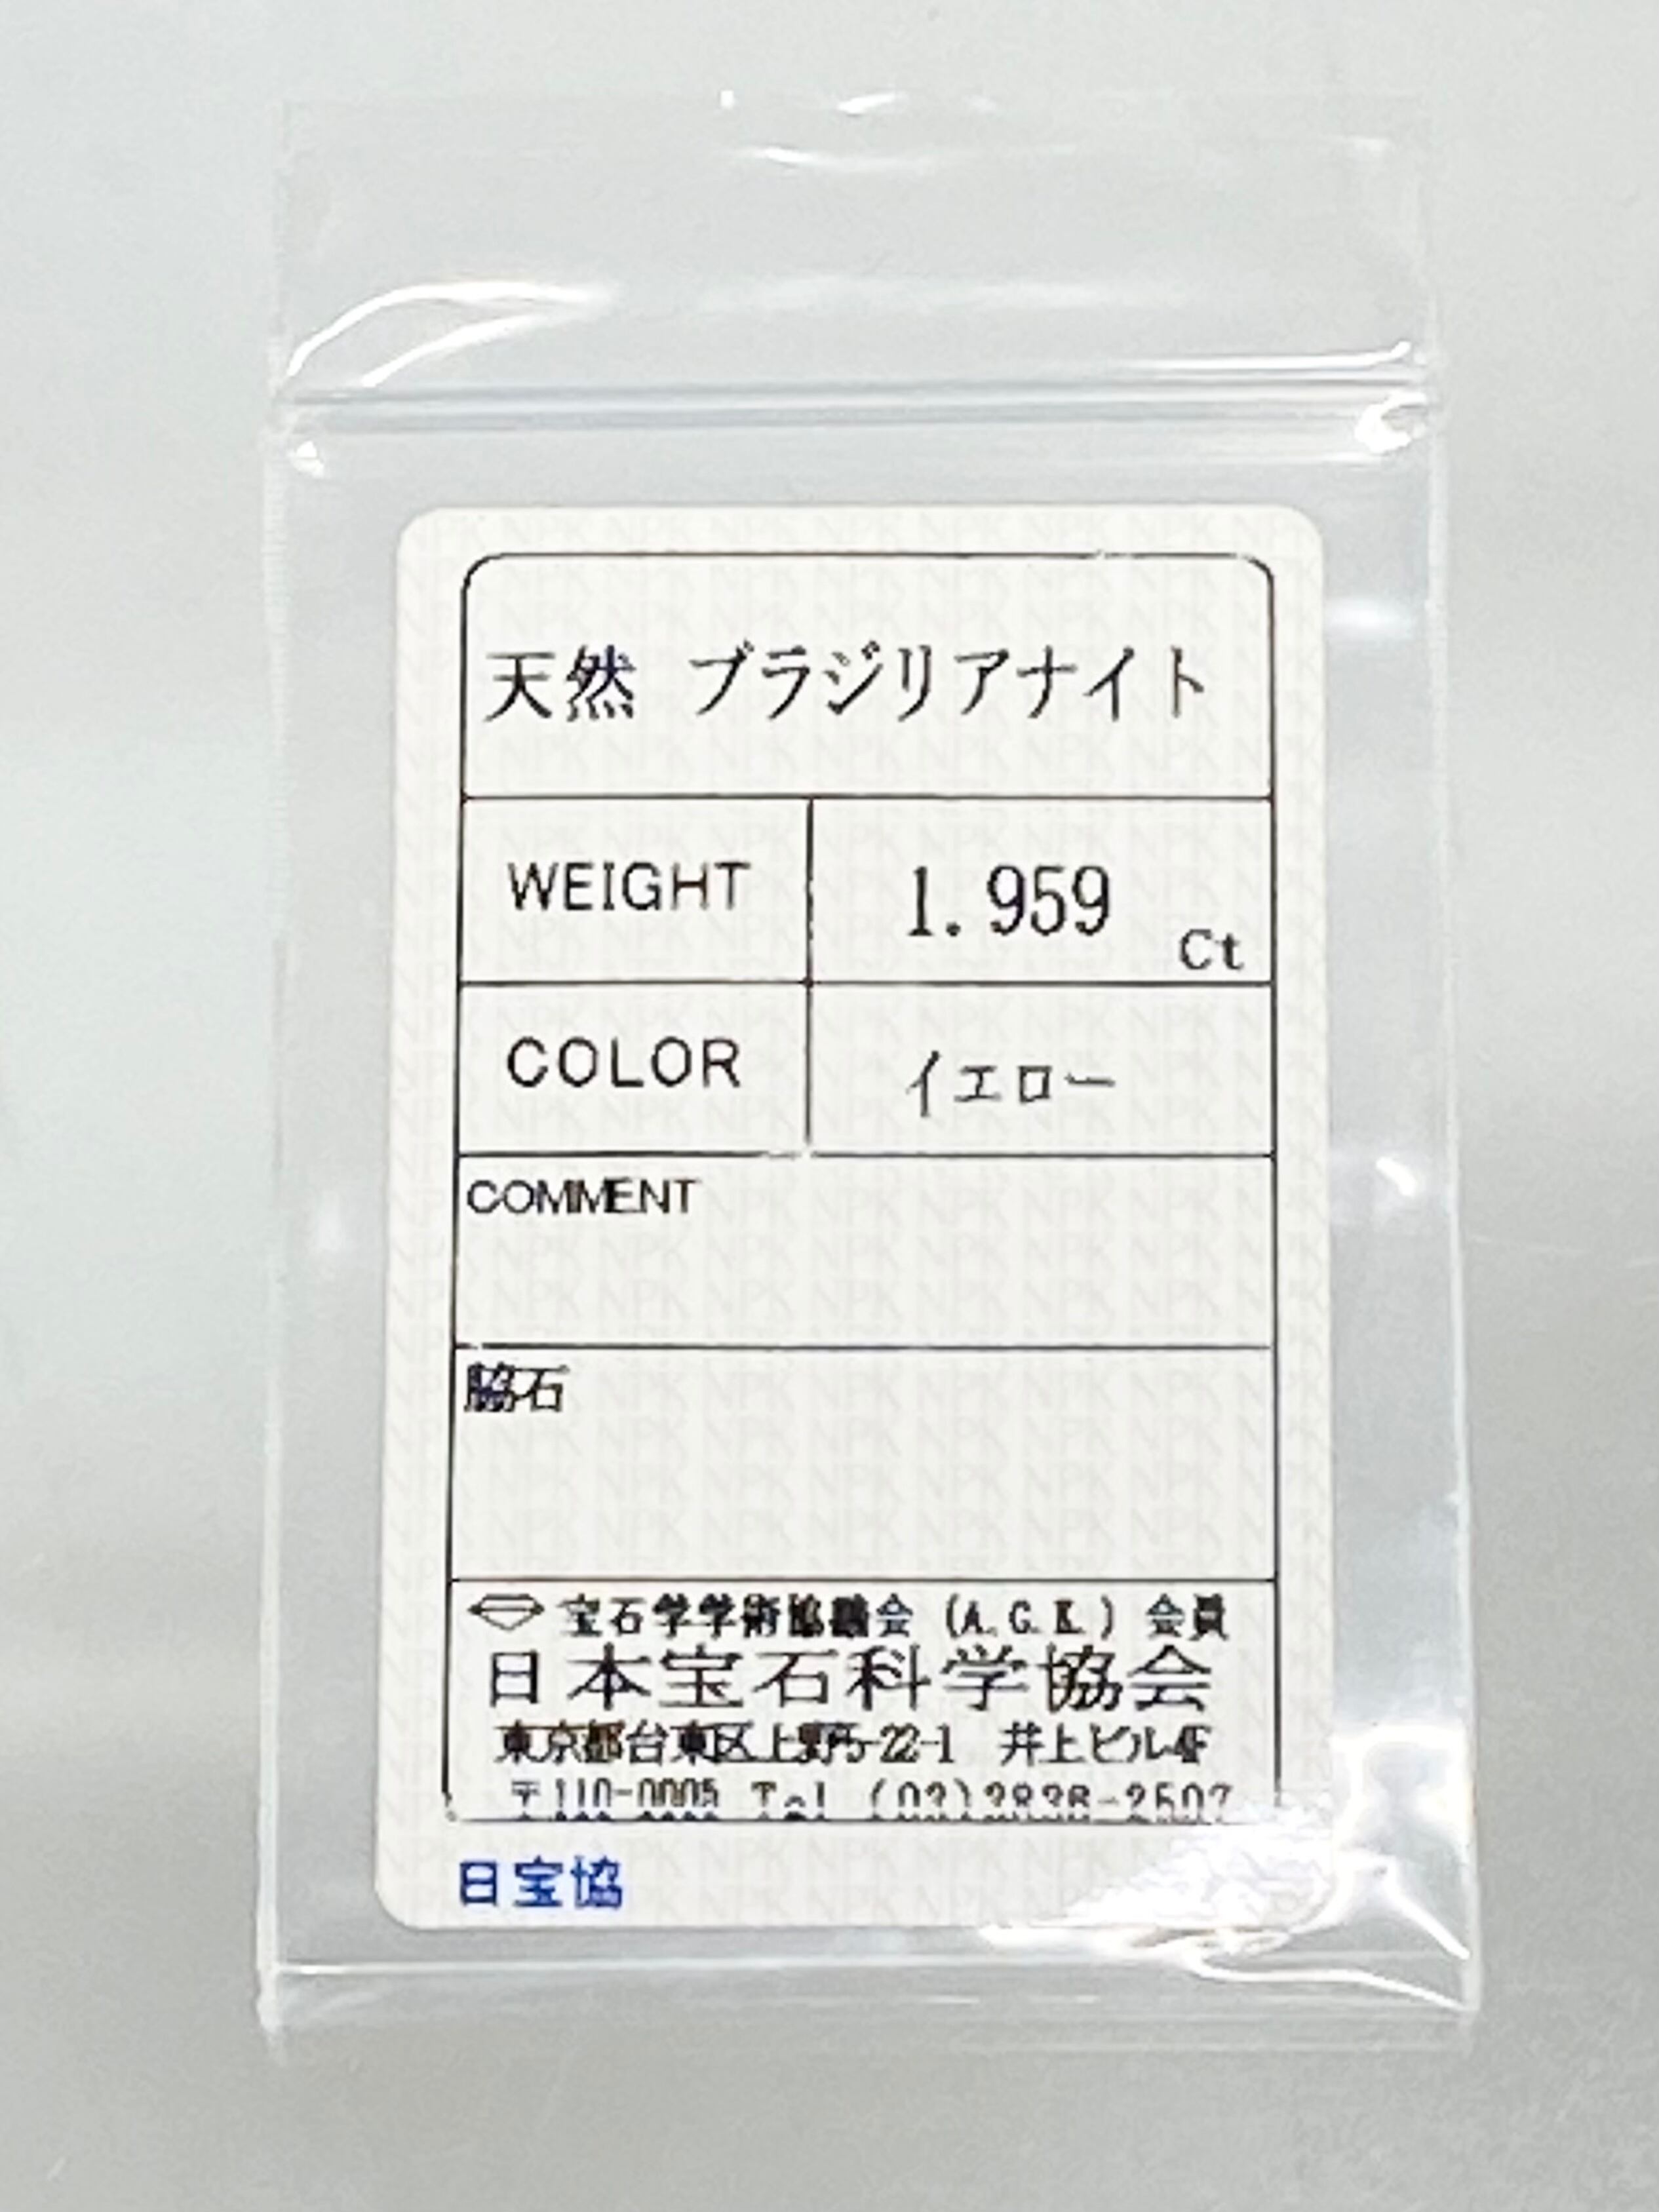 天然 ブラジリアナイト
WEIGHT 1.959 Ct
COLOR イエロー
COMMENT
脇石
宝石学学術協議会 (A.G.K.) 会員
日本宝石科学協会
東京都台東区上野5-22-1 井上ビル4F
〒110-0005 Tel (03)3836-2507
日宝協